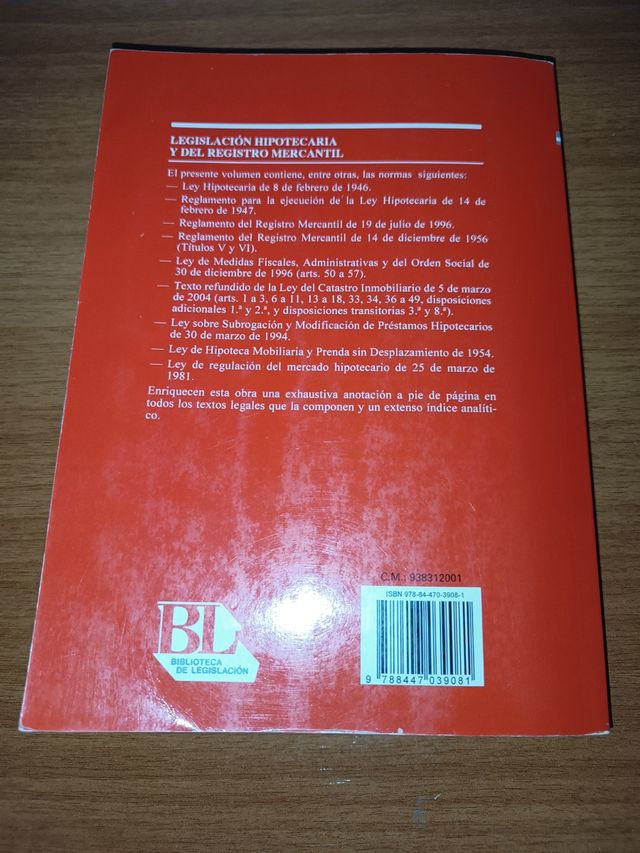 LEGISLACIÓN HIPOTECARIA
Y DEL REGISTRO MERCANTIL
El presente volumen contiene, entre otras, las normas siguientes:
— Ley Hipotecaria de 8 de febrero de 1946.
— Reglamento para la ejecución de la Ley Hipotecaria de 14 de
febrero de 1947.
— Reglamento del Registro Mercantil de 19 de julio de 1996.
— Reglamento del Registro Mercantil de 14 de diciembre de 1956
(Títulos V y VI).
— Ley de Medidas Fiscales, Administrativas y del Orden Social de
30 de diciembre de 1996 (arts. 50 a 57).
— Texto refundido de la Ley del Catastro Inmobiliario de 5 de marzo
de 2004 (arts. 1 a 3, 6 a 11, 13 a 18, 33, 34, 36 a 49, disposiciones
adicionales 1.ª y 2.ª, y disposiciones transitorias 3.ª y 8.ª).
— Ley sobre Subrogación y Modificación de Préstamos Hipotecarios
de 30 de marzo de 1994.
— Ley de Hipoteca Mobiliaria y Prenda sin Desplazamiento de 1954.
— Ley de regulación del mercado hipotecario de 25 de marzo de
1981.
Enriquecen esta obra una exhaustiva anotación a pie de página en
todos los textos legales que la componen y un extenso índice analíti-
co.
C.M.: 938312001
ISBN 978-84-470-3908-1
9 788447 039081
BL
BIBLIOTECA
DE LEGISLACIÓN